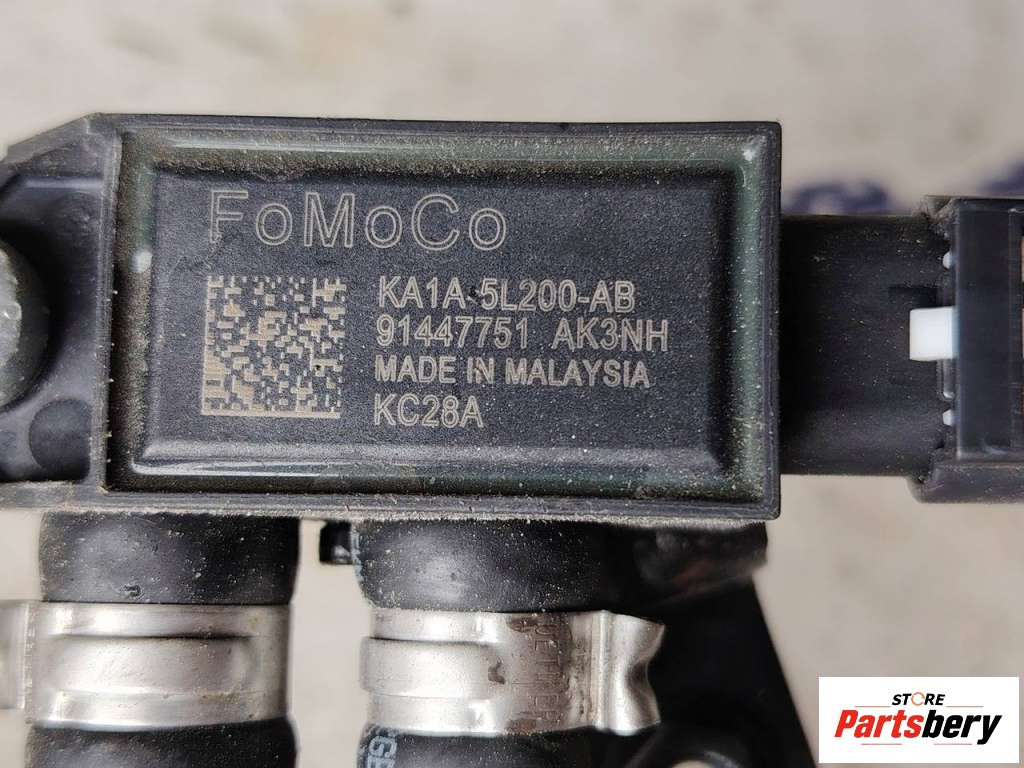 FoMoCo
KA1A-5L200-AB
91447751 AK3NH
MADE IN MALAYSIA
KC28A
STORE
Partsbery